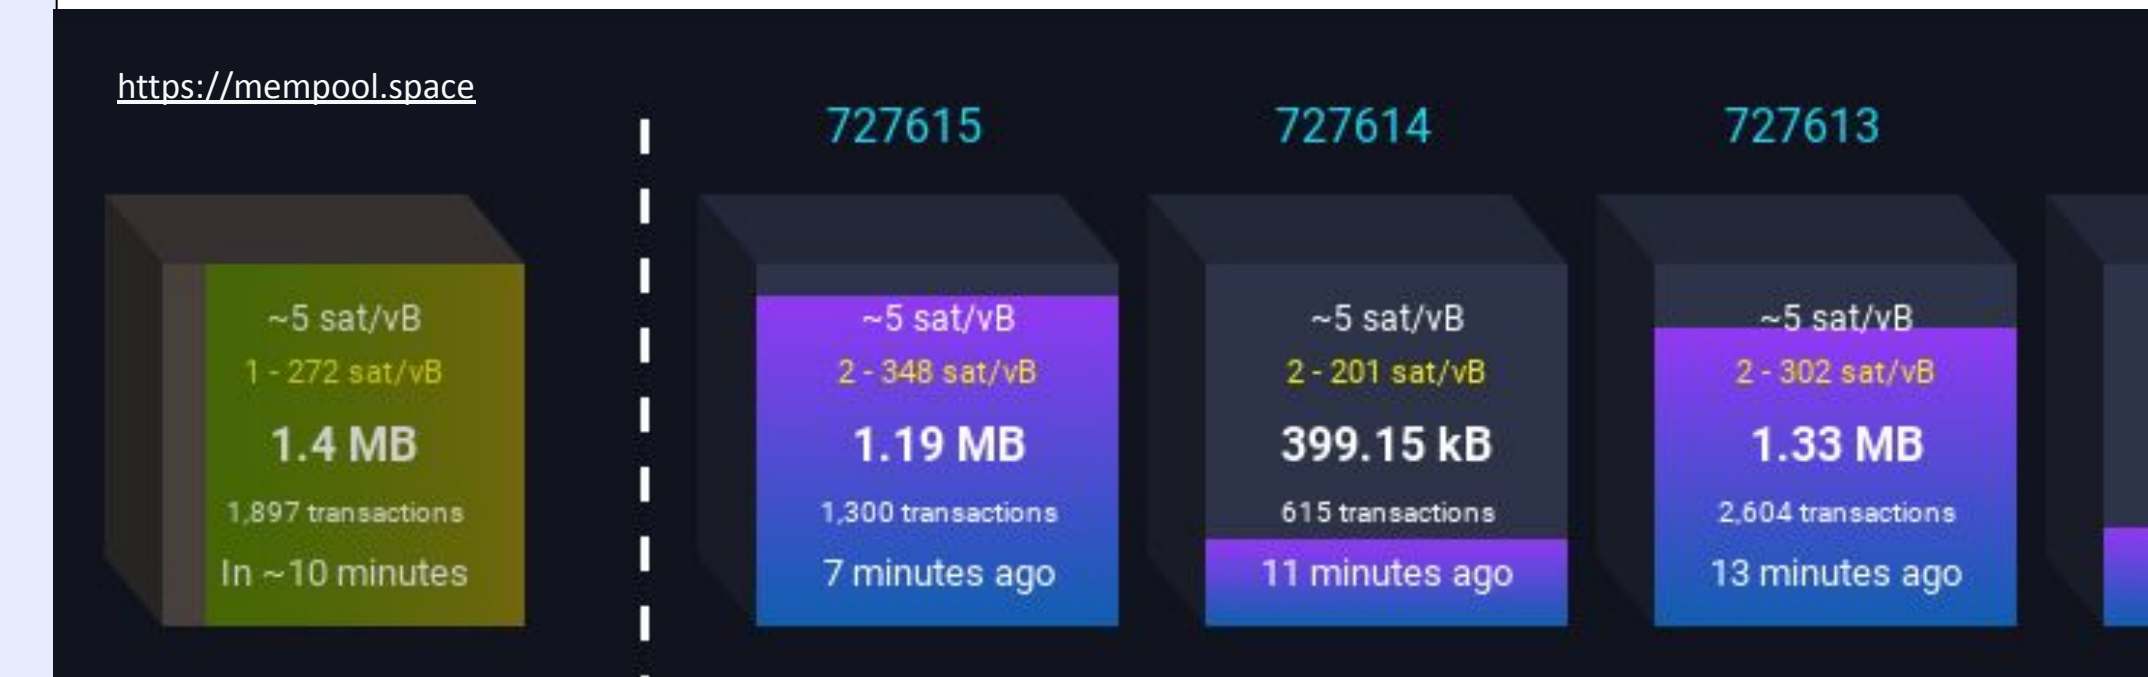 https://mempool.space
727615
727614
727613
~5 sat/vB
1 - 272 sat/vB
1.4 MB
1,897 transactions
In ~10 minutes
~5 sat/vB
2 - 348 sat/vB
1.19 MB
1,300 transactions
7 minutes ago
~5 sat/vB
2 - 201 sat/vB
399.15 kB
615 transactions
11 minutes ago
~5 sat/vB
2 - 302 sat/vB
1.33 MB
2,604 transactions
13 minutes ago